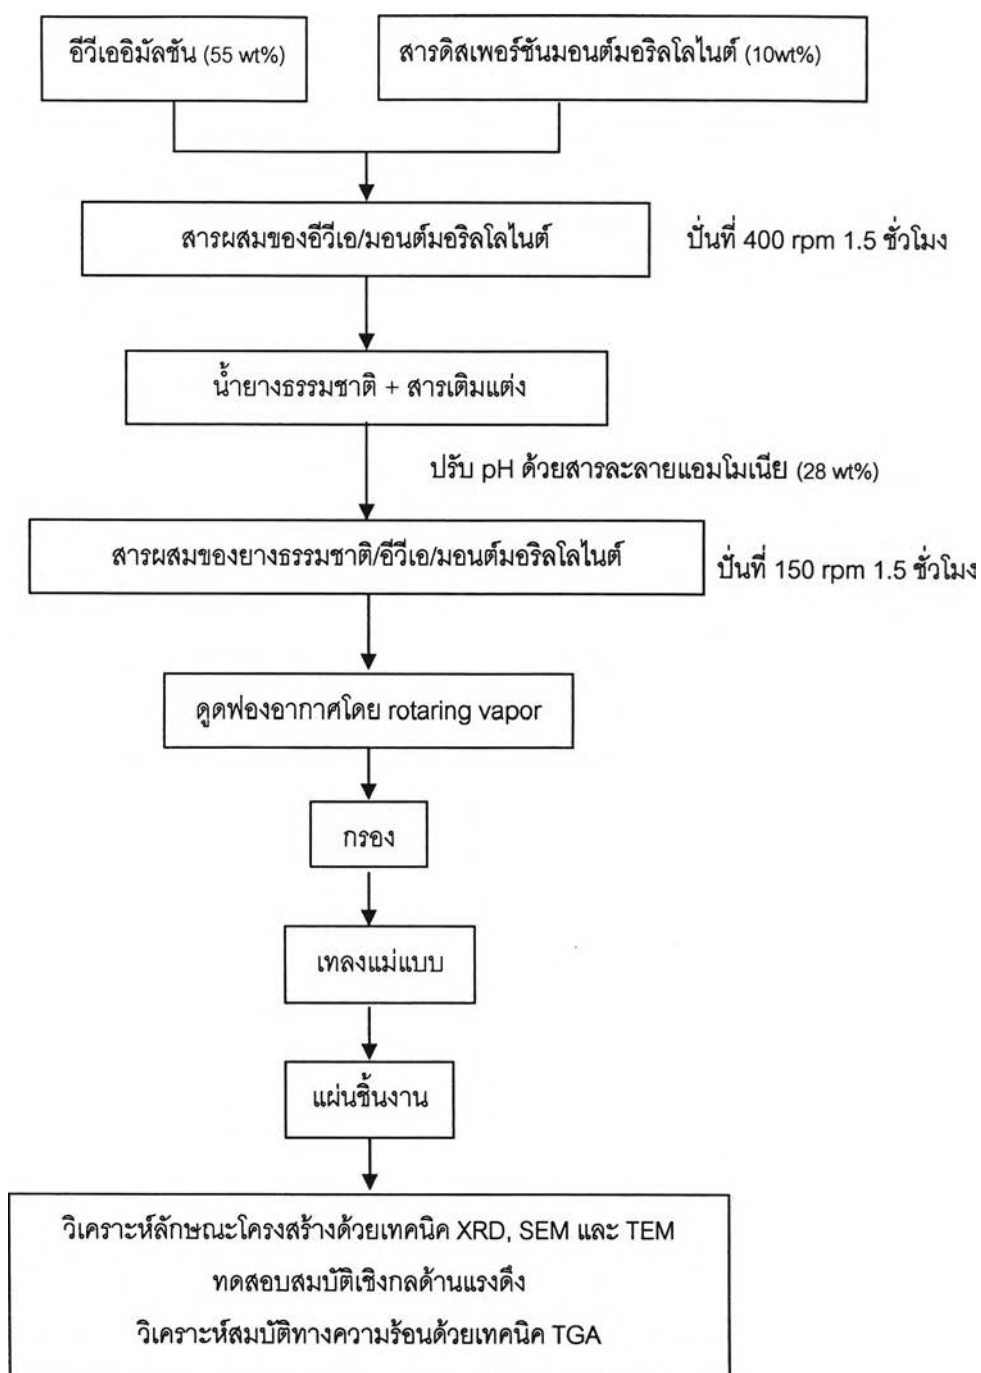 อีวีเออิมัลชัน (55 wt%)
สารดิสเพอร์ชันมอนต์มอริลโลไนต์ (10wt%)
สารผสมของอีวีเอ/มอนต์มอริลโลไนต์
ปั่นที่ 400 rpm 1.5 ชั่วโมง
น้ำยางธรรมชาติ + สารเติมแต่ง
ปรับ pH ด้วยสารละลายแอมโมเนีย (28 wt%)
สารผสมของยางธรรมชาติ/อีวีเอ/มอนต์มอริลโลไนต์
ปั่นที่ 150 rpm 1.5 ชั่วโมง
ดูดฟองอากาศโดย rotaring vapor
กรอง
เทลงแม่แบบ
แผ่นชิ้นงาน
วิเคราะห์ลักษณะโครงสร้างด้วยเทคนิค XRD, SEM และ TEM
ทดสอบสมบัติเชิงกลด้านแรงดึง
วิเคราะห์สมบัติทางความร้อนด้วยเทคนิค TGA